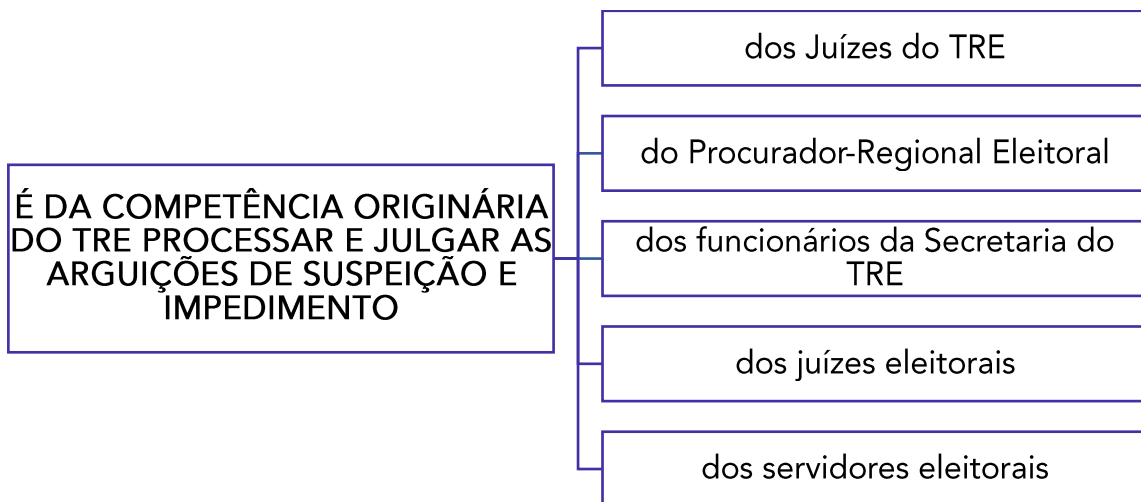 É DA COMPETÊNCIA ORIGINÁRIA
DO TRE PROCESSAR E JULGAR AS
ARGUIÇÕES DE SUSPEIÇÃO E
IMPEDIMENTO
dos Juízes do TRE
do Procurador-Regional Eleitoral
dos funcionários da Secretaria do
TRE
dos juízes eleitorais
dos servidores eleitorais